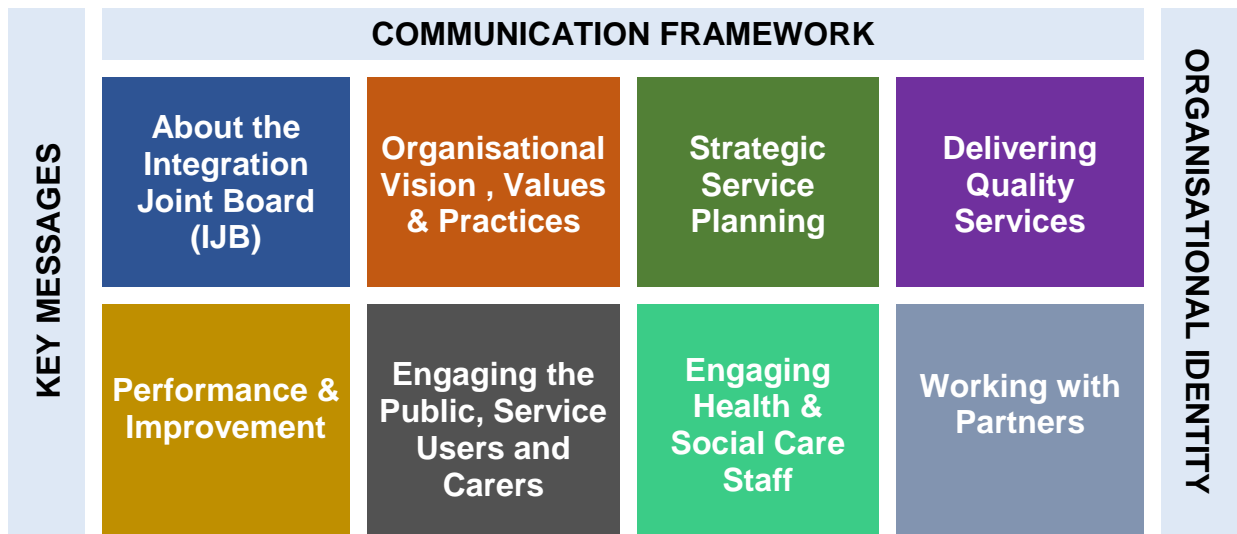 COMMUNICATION FRAMEWORK
KEY MESSAGES
About the
Integration
Joint Board
(IJB)
Organisational
Vision , Values
& Practices
Strategic
Service
Planning
Delivering
Quality
Services
Performance &
Improvement
Engaging the
Public, Service
Users and
Carers
Engaging
Health &
Social Care
Staff
Working with
Partners
ORGANISATIONAL IDENTITY